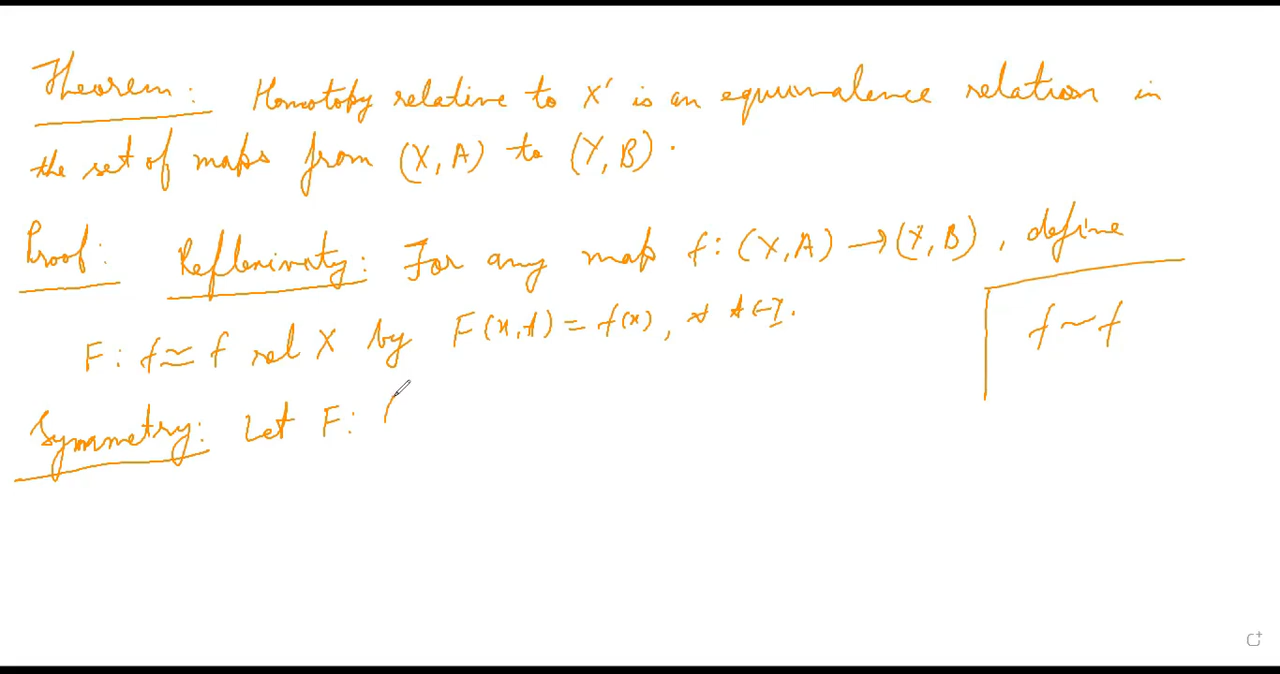 Theorem: Homotopy relative to X' is an equivalence relation in
the set of maps from (X, A) to (Y, B).
Proof: Reflexivity: For any map f: (X, A) → (Y, B), define
F: f ≃ f rel X by F(x, t) = f(x), ∀ t ∈ I.
f ~ f
Symmetry: Let F: (